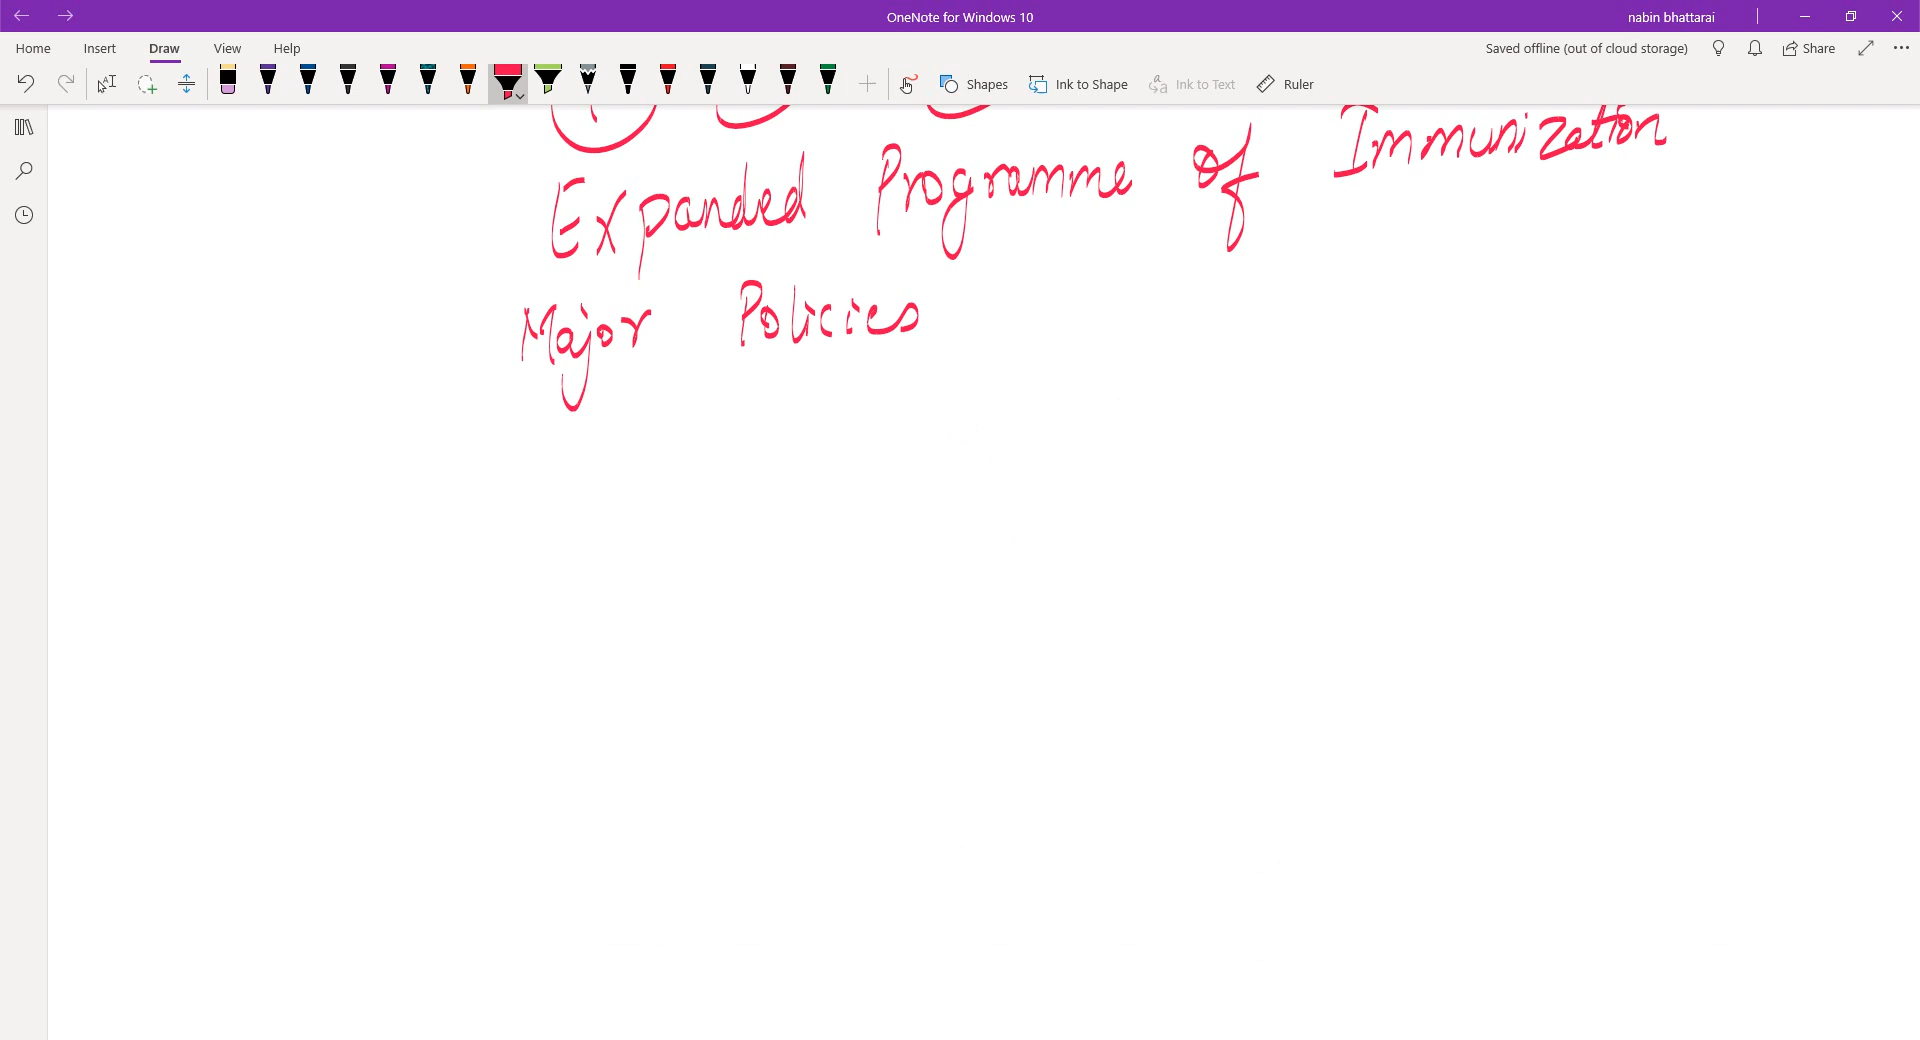 OneNote for Windows 10
nabin bhattarai
Home Insert Draw View Help
Saved offline (out of cloud storage) Share
Shapes Ink to Shape Ink to Text Ruler
Expanded Programme Of Immunization
Major Policies